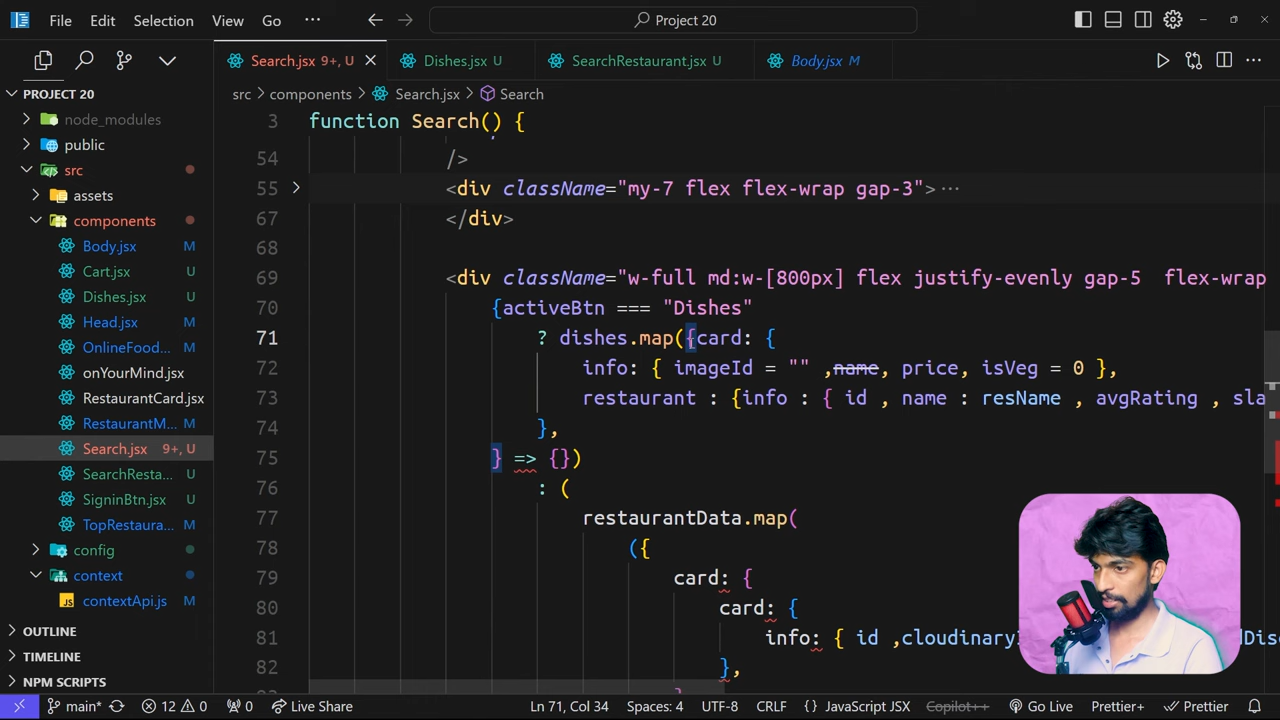 File Edit Selection View Go ··· Project 20
PROJECT 20
node_modules
public
src
assets
components
Body.jsx M
Cart.jsx U
Dishes.jsx U
Head.jsx M
OnlineFood... M
onYourMind.jsx
RestaurantCard.jsx
RestaurantM... M
Search.jsx 9+, U
SearchResta... U
SigninBtn.jsx U
TopRestaura... M
config
context
contextApi.js M
OUTLINE
TIMELINE
NPM SCRIPTS
Search.jsx 9+, U Dishes.jsx U SearchRestaurant.jsx U Body.jsx M
src > components > Search.jsx > Search
3 function Search() {
54 />
55 <div className="my-7 flex flex-wrap gap-3"> ···
67 </div>
68
69 <div className="w-full md:w-[800px] flex justify-evenly gap-5 flex-wrap
70 {activeBtn === "Dishes"
71 ? dishes.map({card: {
72 info: { imageId = "" ,name, price, isVeg = 0 },
73 restaurant : {info : { id , name : resName , avgRating , sla
74 },
75 } => {})
76 : (
77 restaurantData.map(
78 ({
79 card: {
80 card: {
81 info: { id ,cloudinaryI
82 },
main* 12 0 0 Live Share Ln 71, Col 34 Spaces: 4 UTF-8 CRLF {} JavaScript JSX Copilot++ Go Live Prettier+ Prettier